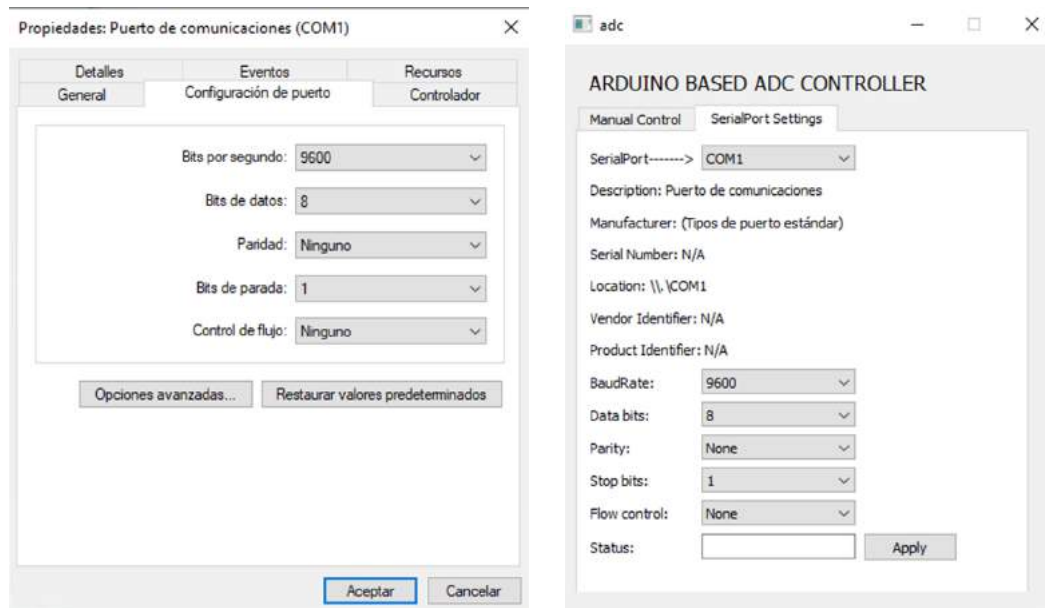 Propiedades: Puerto de comunicaciones (COM1)
Detalles Eventos Recursos
General Configuración de puerto Controlador
Bits por segundo: 9600
Bits de datos: 8
Paridad: Ninguno
Bits de parada: 1
Control de flujo: Ninguno
Opciones avanzadas... Restaurar valores predeterminados
Aceptar Cancelar
adc
ARDUINO BASED ADC CONTROLLER
Manual Control SerialPort Settings
SerialPort-------> COM1
Description: Puerto de comunicaciones
Manufacturer: (Tipos de puerto estándar)
Serial Number: N/A
Location: \\.\COM1
Vendor Identifier: N/A
Product Identifier: N/A
BaudRate: 9600
Data bits: 8
Parity: None
Stop bits: 1
Flow control: None
Status: Apply